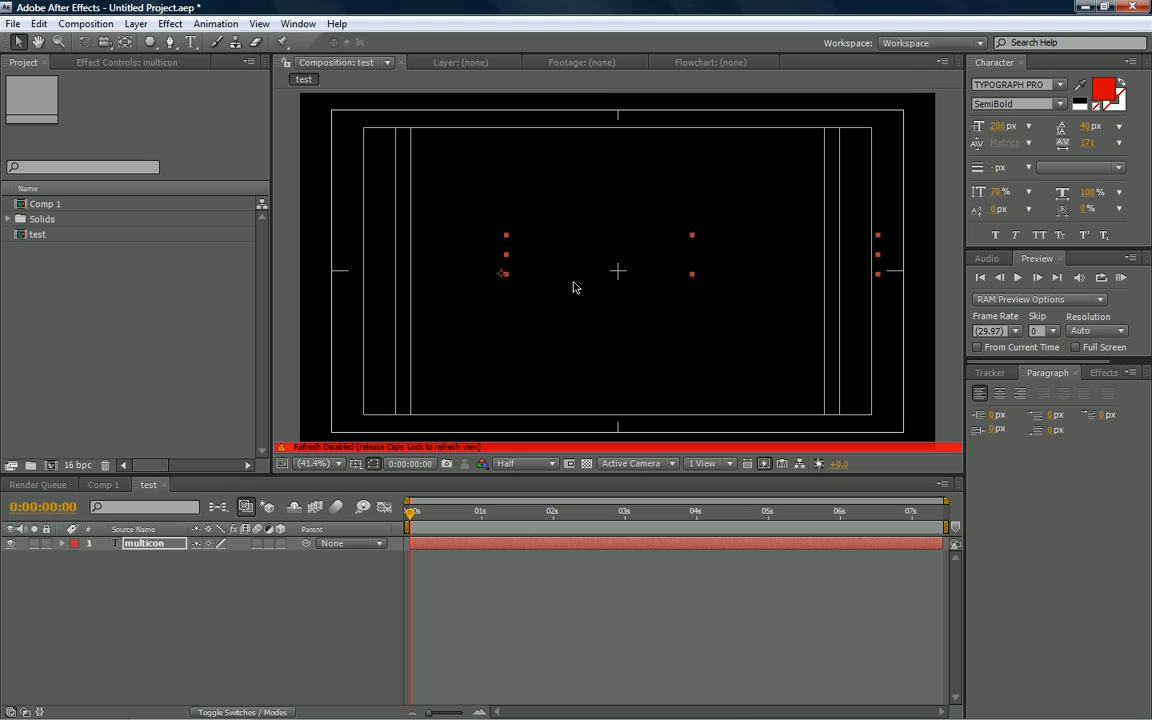 Adobe After Effects - Untitled Project.aep *
File Edit Composition Layer Effect Animation View Window Help
Workspace: Workspace Search Help
Project Effect Controls: multicon Composition: test Layer: (none) Footage: (none) Flowchart: (none) Character
test
TYPOGRAPH PRO
SemiBold
206 px 40 px
Metrics 171
- px
70 % 100 %
0 px 0 %
Name
Comp 1
Solids
test
T T TT Tт T¹ T₁
Audio Preview
RAM Preview Options
Frame Rate Skip Resolution
(29.97) 0 Auto
From Current Time Full Screen
Tracker Paragraph Effects
0 px 0 px 0 px
0 px 0 px
Refresh Disabled (release Caps Lock to refresh view)
16 bpc (41.4%) 0:00:00:00 Half Active Camera 1 View +0.0
Render Queue Comp 1 test
0:00:00:00
:00s 01s 02s 03s 04s 05s 06s 07s
# Source Name Parent
1 T multicon None
Toggle Switches / Modes